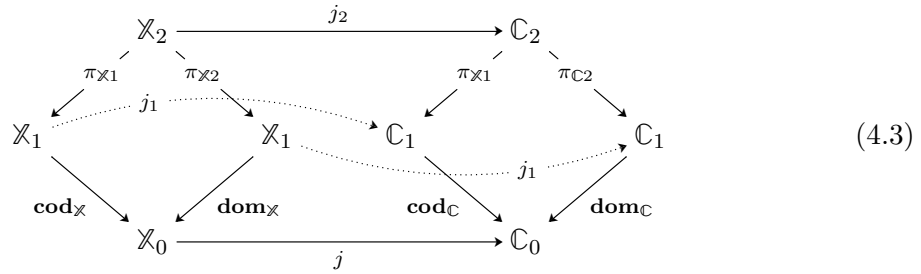 𝕏₂ j₂ ℂ₂
π𝕏₁ π𝕏₂ π𝕏₁ πℂ₂
j₁
𝕏₁ 𝕏₁ ℂ₁ ℂ₁ (4.3)
j₁
cod𝕏 dom𝕏 codℂ domℂ
𝕏₀ j ℂ₀